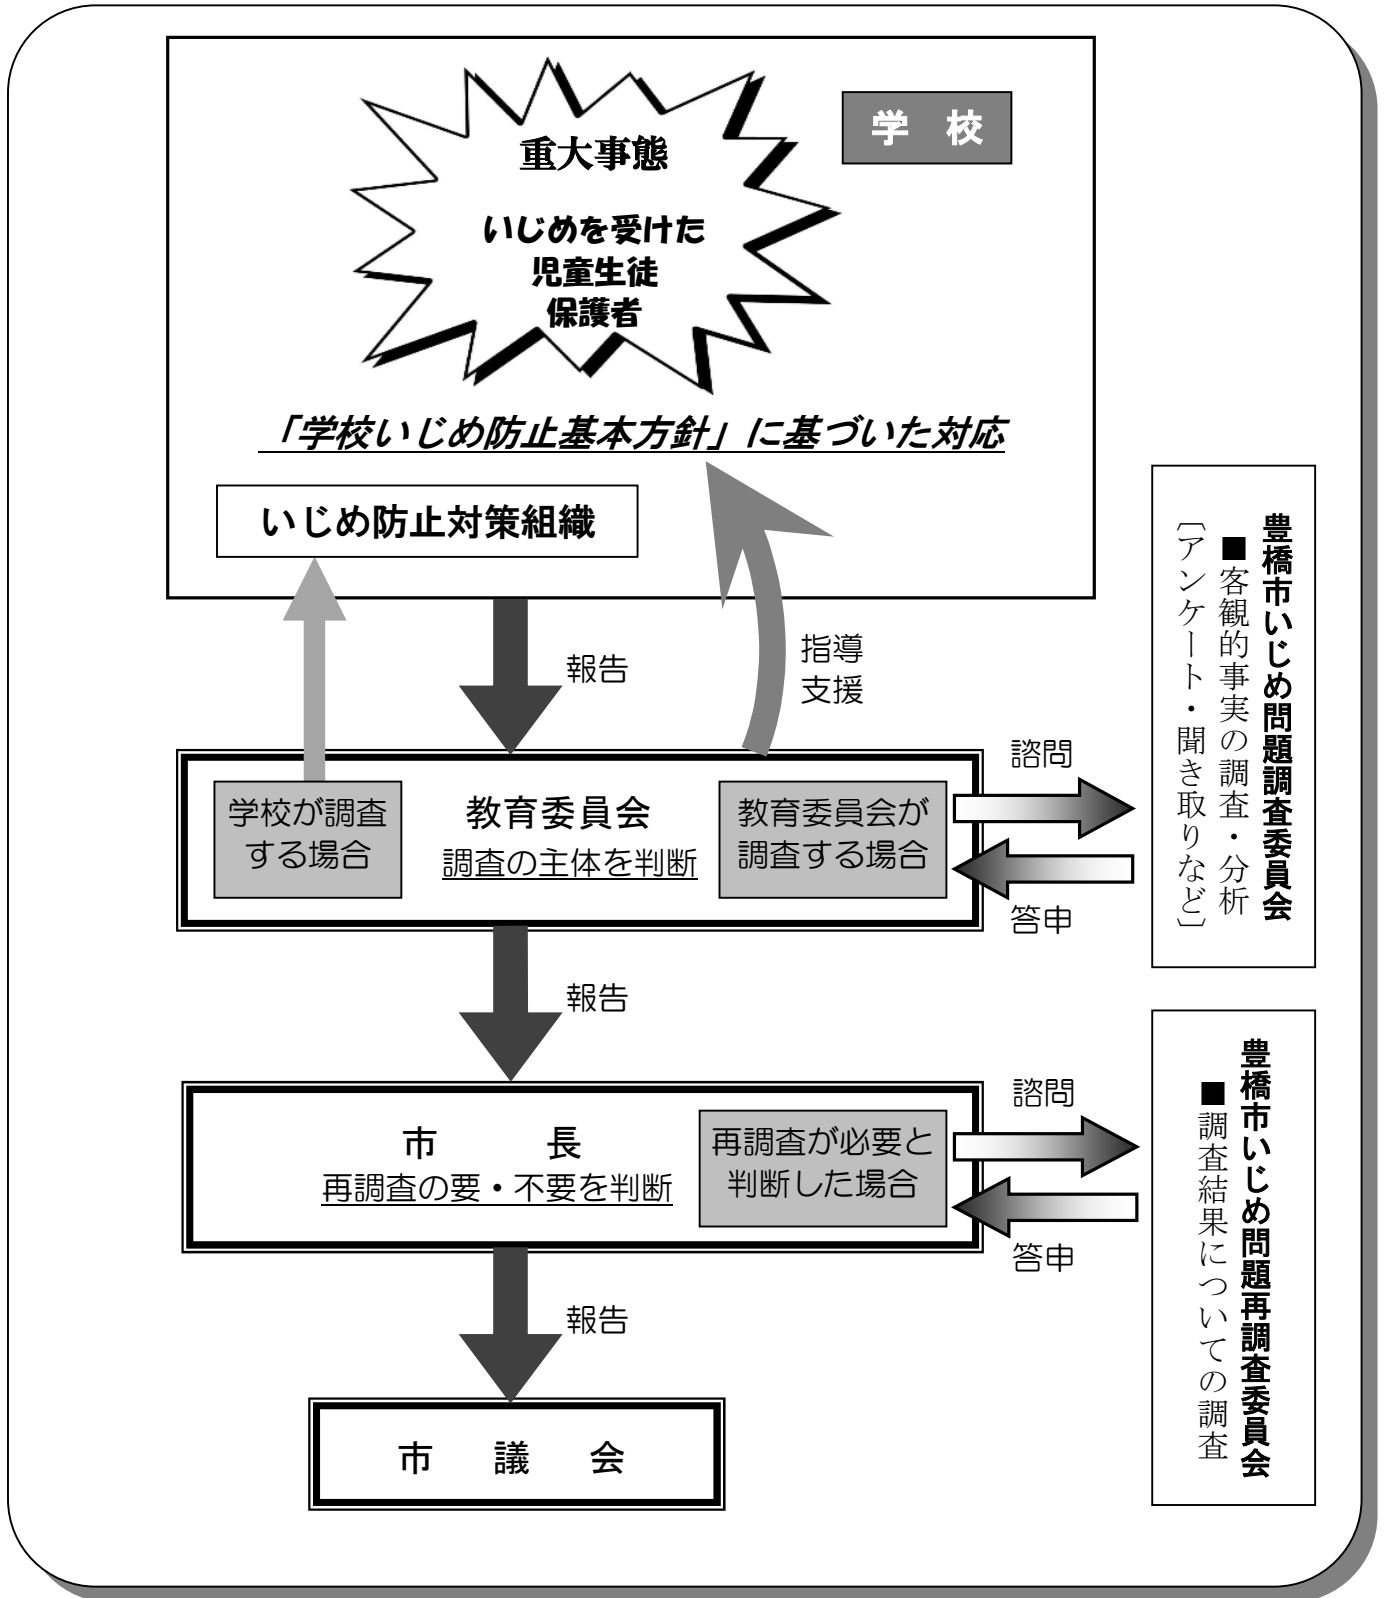 学 校
重大事態
いじめを受けた
児童生徒
保護者
「学校いじめ防止基本方針」に基づいた対応
いじめ防止対策組織
報告
指導
支援
学校が調査
する場合
教育委員会
調査の主体を判断
教育委員会が
調査する場合
諮問
答申
豊橋市いじめ問題調査委員会
■客観的事実の調査・分析
〔アンケート・聞き取りなど〕
報告
市 長
再調査の要・不要を判断
再調査が必要と
判断した場合
諮問
答申
豊橋市いじめ問題再調査委員会
■調査結果についての調査
報告
市 議 会